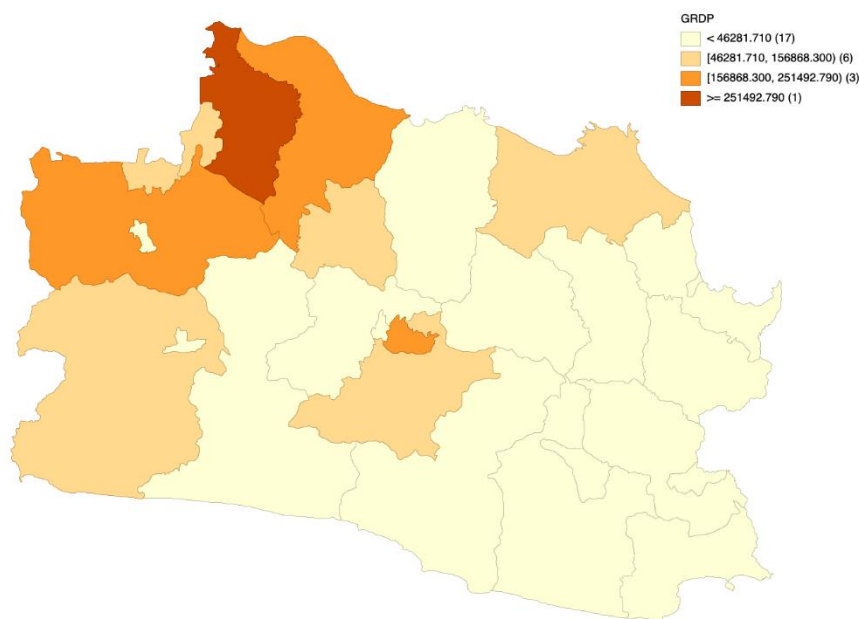 GRDP
< 46281.710 (17)
[46281.710, 156868.300) (6)
[156868.300, 251492.790) (3)
>= 251492.790 (1)